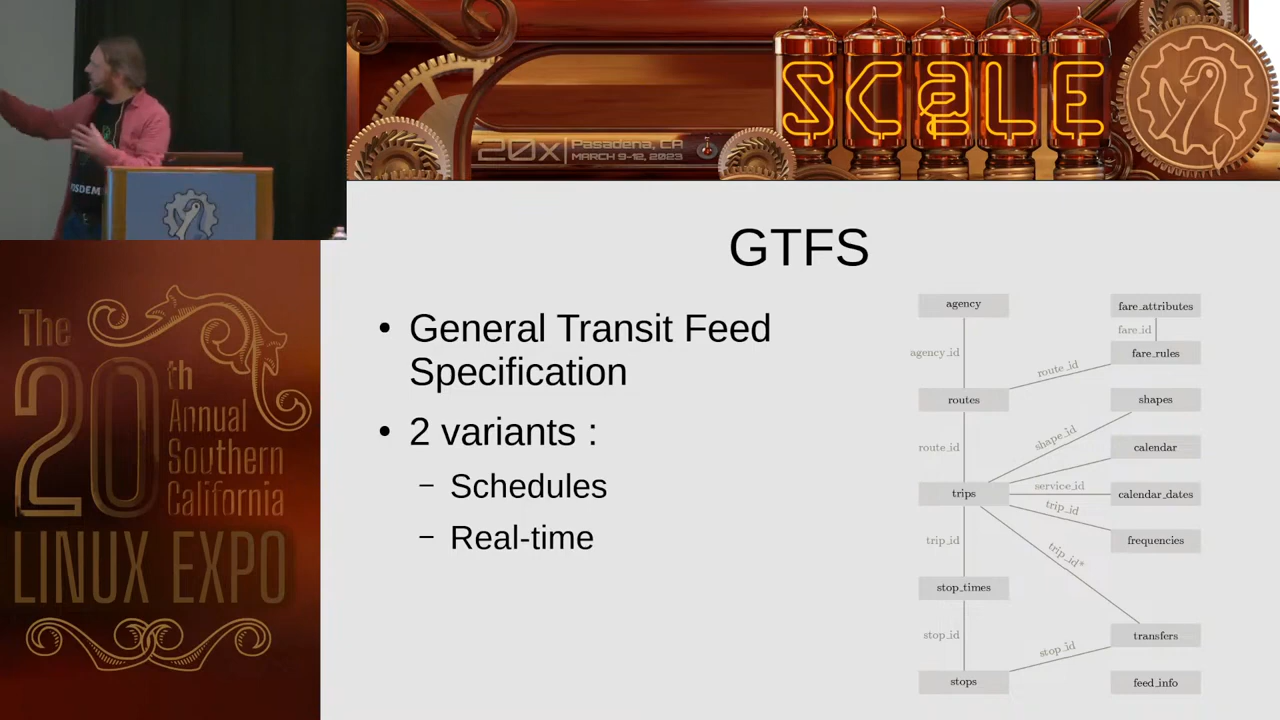 SCaLE
20x
Pasadena, CA
MARCH 9-12, 2023
OSDEM
The
20th
Annual
Southern
California
LINUX EXPO
GTFS
• General Transit Feed
Specification
• 2 variants :
– Schedules
– Real-time
agency
fare_attributes
agency_id
fare_id
fare_rules
route_id
routes
shapes
route_id
shape_id
calendar
trips
service_id
calendar_dates
trip_id
trip_id
frequencies
trip_id*
stop_times
stop_id
transfers
stop_id
stops
feed_info